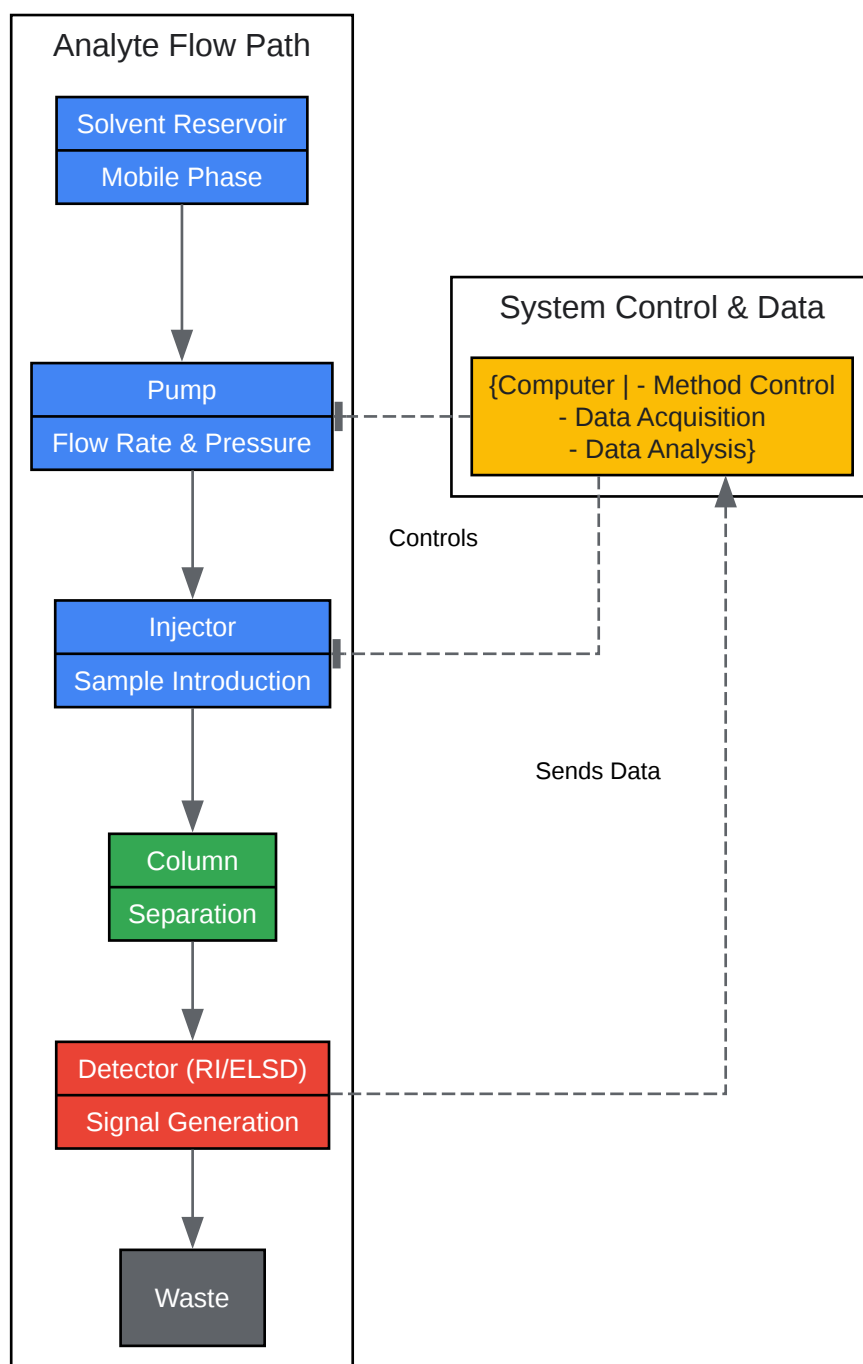 Analyte Flow Path
Solvent Reservoir
Mobile Phase
Pump
Flow Rate & Pressure
Injector
Sample Introduction
Column
Separation
Detector (RI/ELSD)
Signal Generation
Waste
System Control & Data
{Computer | - Method Control
- Data Acquisition
- Data Analysis}
Controls
Sends Data